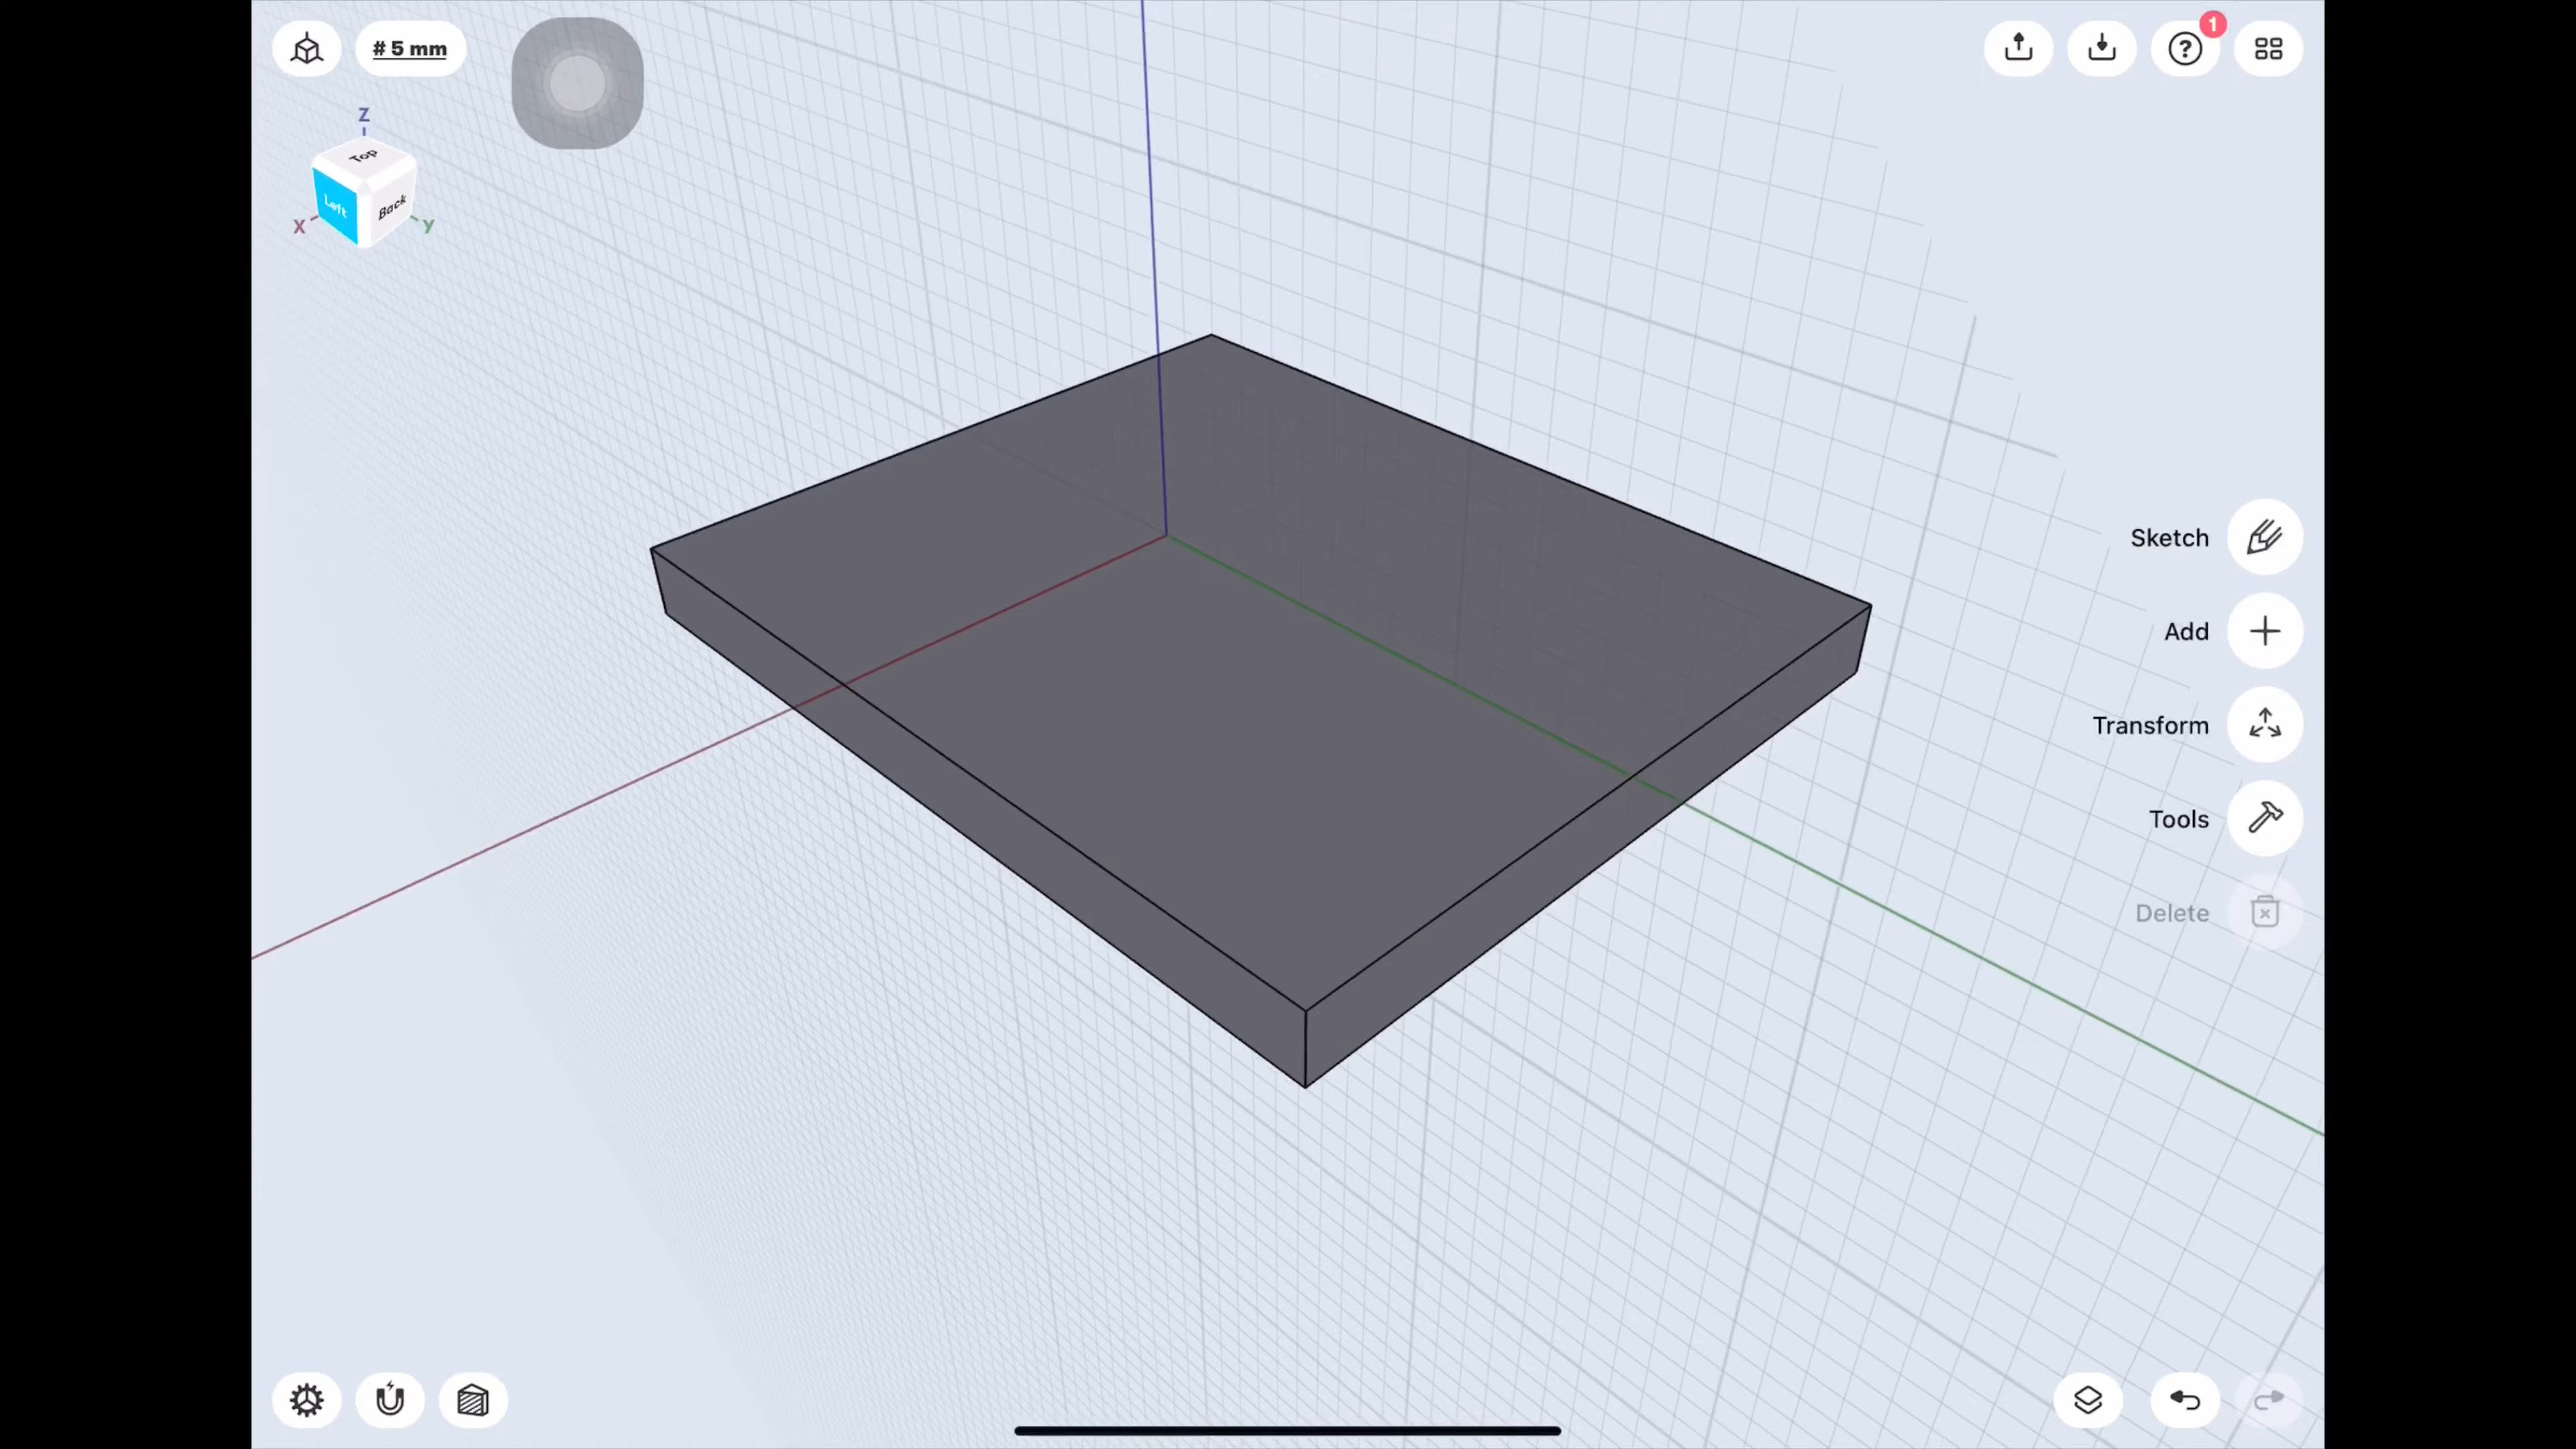 # 5 mm
1
Z
Top
Left
Back
X
Y
Sketch
Add
Transform
Tools
Delete